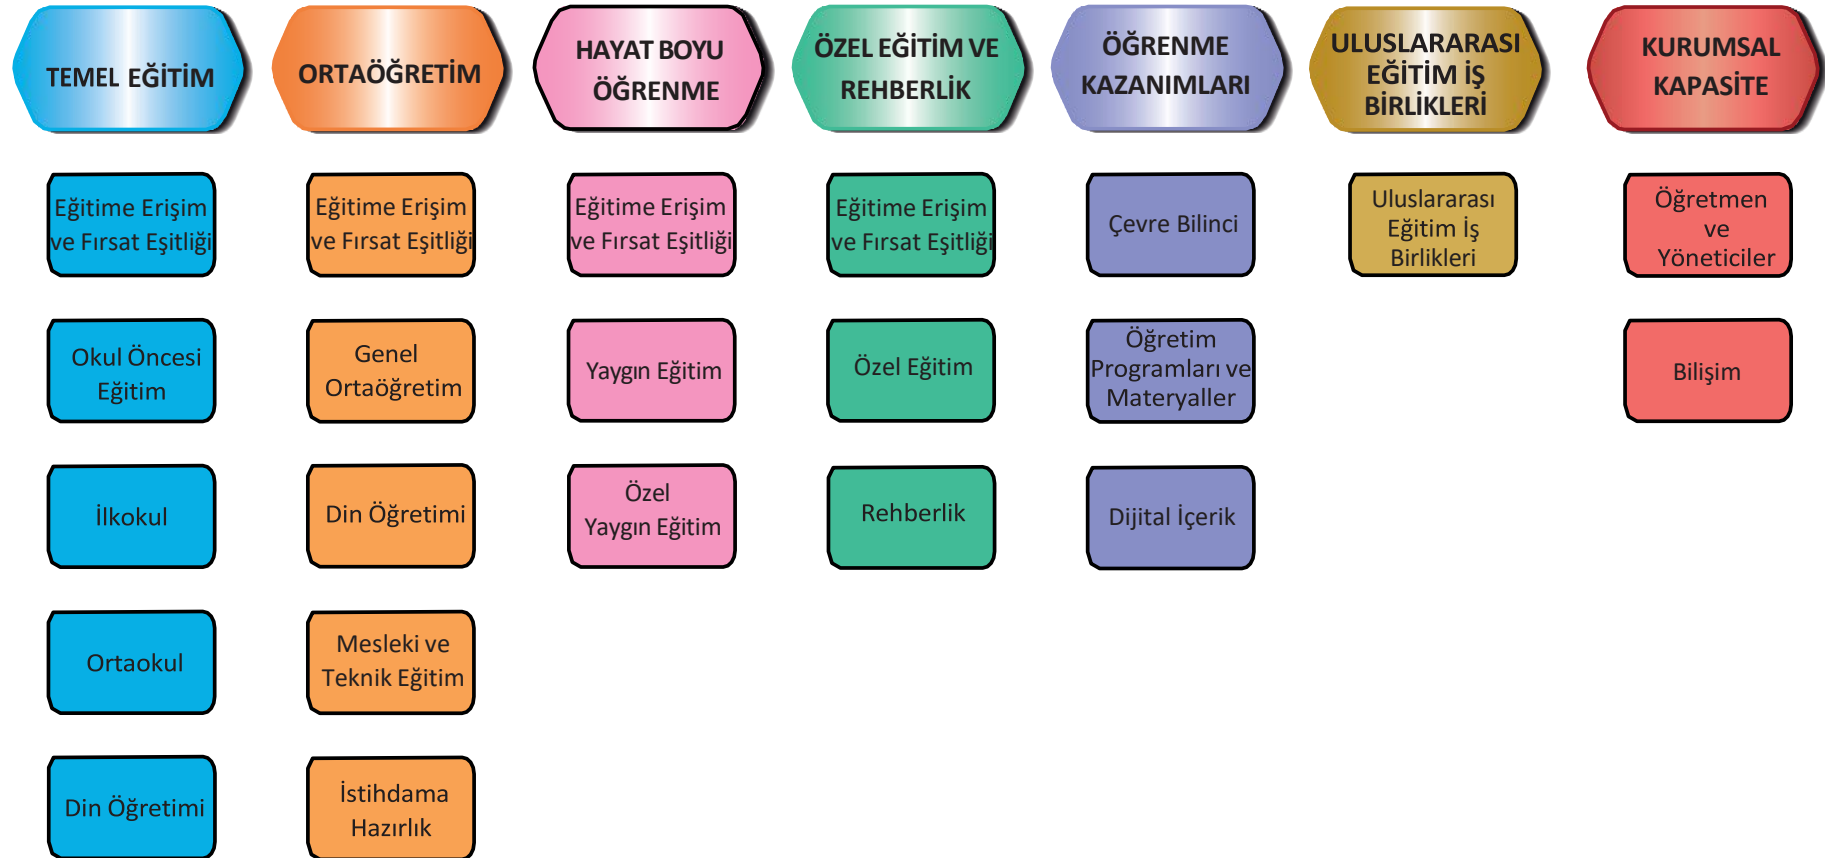 TEMEL EĞİTİM
ORTAÖĞRETİM
HAYAT BOYU
ÖĞRENME
ÖZEL EĞİTİM VE
REHBERLİK
ÖĞRENME
KAZANIMLARI
ULUSLARARASI
EĞİTİM İŞ
BİRLİKLERİ
KURUMSAL
KAPASİTE
Eğitime Erişim
ve Fırsat Eşitliği
Eğitime Erişim
ve Fırsat Eşitliği
Eğitime Erişim
ve Fırsat Eşitliği
Eğitime Erişim
ve Fırsat Eşitliği
Çevre Bilinci
Uluslararası
Eğitim İş
Birlikleri
Öğretmen
ve
Yöneticiler
Okul Öncesi
Eğitim
Genel
Ortaöğretim
Yaygın Eğitim
Özel Eğitim
Öğretim
Programları ve
Materyaller
Bilişim
İlkokul
Din Öğretimi
Özel
Yaygın Eğitim
Rehberlik
Dijital İçerik
Ortaokul
Mesleki ve
Teknik Eğitim
Din Öğretimi
İstihdama
Hazırlık